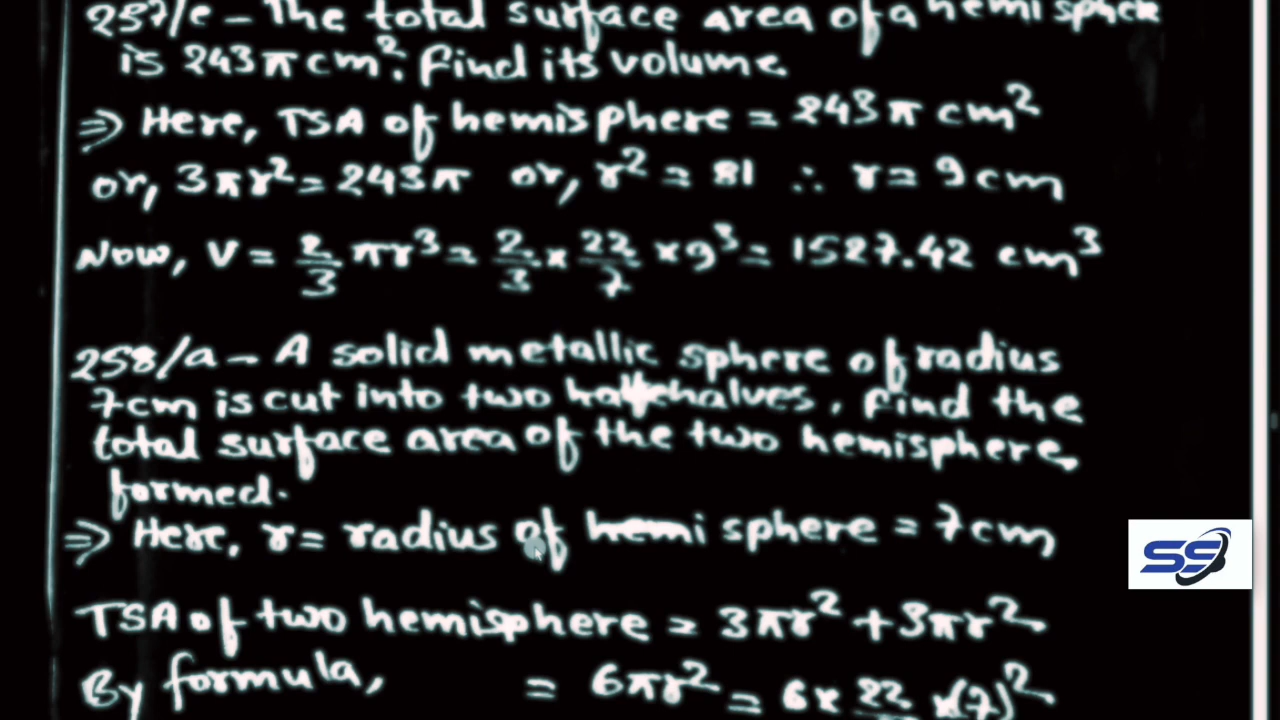 257/c - The total surface area of a hemisphere
is 243π cm². find its volume.
⇒ Here, TSA of hemisphere = 243π cm²
or, 3πr² = 243π or, r² = 81 ∴ r = 9cm
Now, V = 2/3 πr³ = 2/3 × 22/7 × 9³ = 1527.42 cm³
258/a - A solid metallic sphere of radius
7cm is cut into two halves, find the
total surface area of the two hemisphere
formed.
⇒ Here, r = radius of sphere = 7cm
SS
TSA of two hemisphere = 3πr² + 3πr²
By formula, = 6πr² = 6 × 22 × (7)²